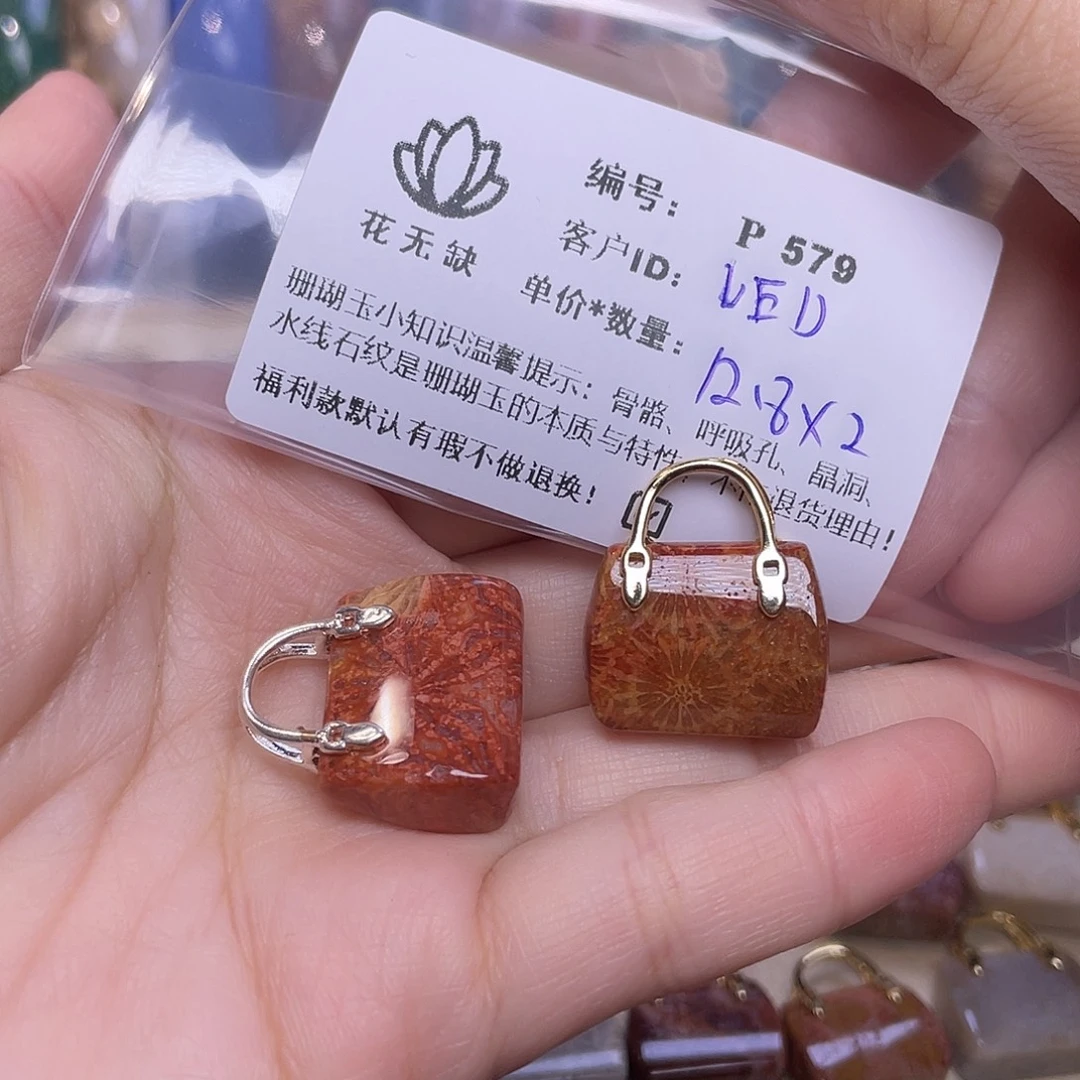 花无缺
编号： P 579
客户ID： LED
单价*数量： 12.8X2
珊瑚玉小知识温馨提示：骨骼、呼吸孔、晶洞、
水线石纹是珊瑚玉的本质与特性 退货理由！
福利款默认有瑕不做退换！